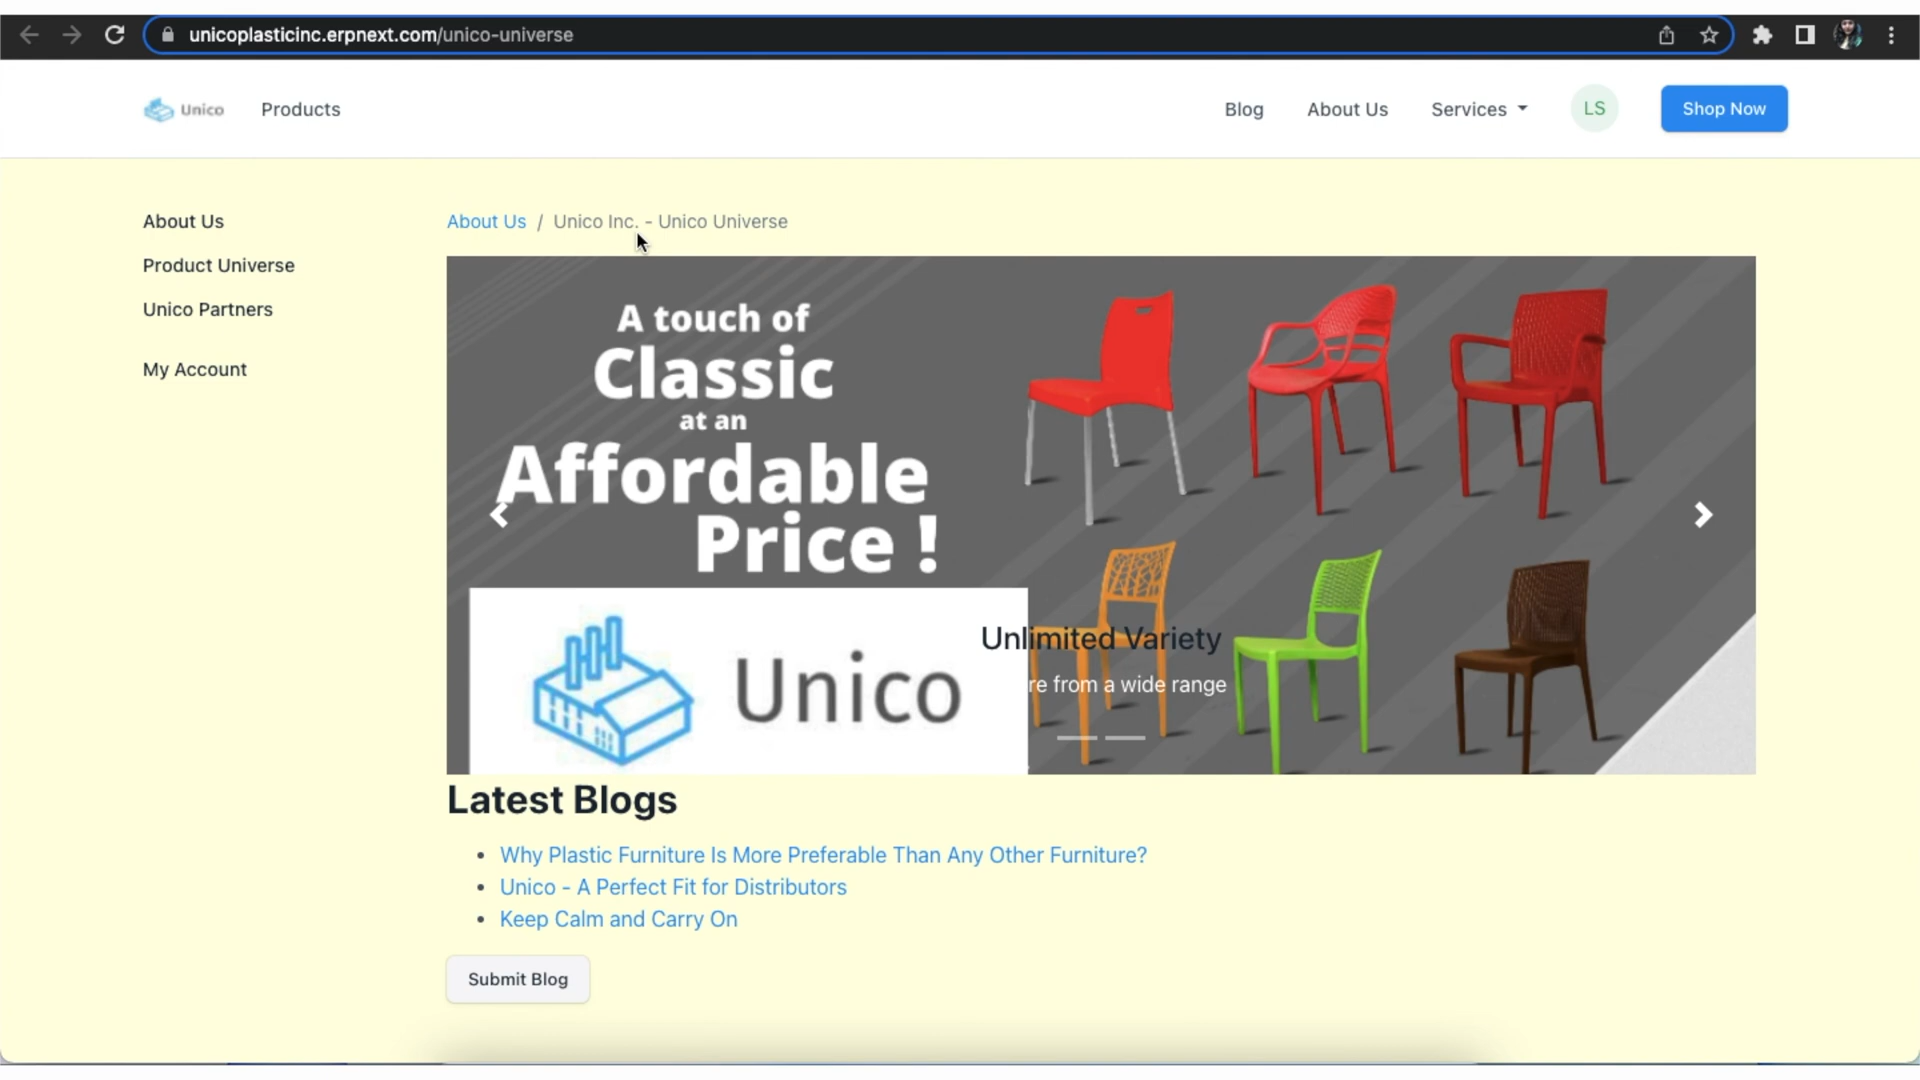 unicoplasticinc.erpnext.com/unico-universe
Unico
Products
Blog
About Us
Services
LS
Shop Now
About Us
Product Universe
Unico Partners
My Account
About Us / Unico Inc. - Unico Universe
A touch of
Classic
at an
Affordable
Price !
Unico
Unlimited Variety
re from a wide range
Latest Blogs
• Why Plastic Furniture Is More Preferable Than Any Other Furniture?
• Unico - A Perfect Fit for Distributors
• Keep Calm and Carry On
Submit Blog